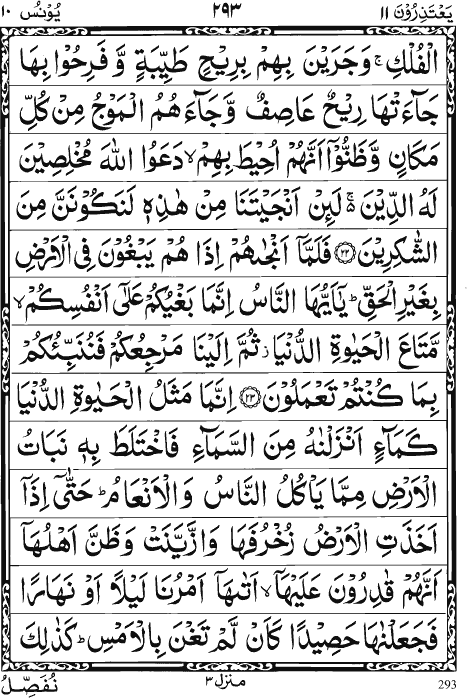 يَعْتَذِرُوْنَ ١١ ٢٩٣ يُوْنُس ١٠
الْفُلْكِ ۚ وَجَرَيْنَ بِهِمْ بِرِيْحٍ طَيِّبَةٍ وَّ فَرِحُوْا بِهَا
جَآءَتْهَا رِيْحٌ عَاصِفٌ وَّجَآءَهُمُ الْمَوْجُ مِنْ كُلِّ
مَكَانٍ وَّظَنُّوْۤا اَنَّهُمْ اُحِيْطَ بِهِمْ ۙ دَعَوُا اللهَ مُخْلِصِيْنَ
لَهُ الدِّيْنَ ۚ لَئِنْ اَنْجَيْتَنَا مِنْ هٰذِهٖ لَنَكُوْنَنَّ مِنَ
الشّٰكِرِيْنَ ﴿٢٢﴾ فَلَمَّاۤ اَنْجٰىهُمْ اِذَا هُمْ يَبْغُوْنَ فِى الْاَرْضِ
بِغَيْرِ الْحَقِّ ؕ يٰۤاَيُّهَا النَّاسُ اِنَّمَا بَغْيُكُمْ عَلٰۤى اَنْفُسِكُمْ ۙ
مَّتَاعَ الْحَيٰوةِ الدُّنْيَا ؗ ثُمَّ اِلَيْنَا مَرْجِعُكُمْ فَنُنَبِّئُكُمْ
بِمَا كُنْتُمْ تَعْمَلُوْنَ ﴿٢٣﴾ اِنَّمَا مَثَلُ الْحَيٰوةِ الدُّنْيَا
كَمَآءٍ اَنْزَلْنٰهُ مِنَ السَّمَآءِ فَاخْتَلَطَ بِهٖ نَبَاتُ
الْاَرْضِ مِمَّا يَاْكُلُ النَّاسُ وَ الْاَنْعَامُ ؕ حَتّٰۤى اِذَاۤ
اَخَذَتِ الْاَرْضُ زُخْرُفَهَا وَ ازَّيَّنَتْ وَ ظَنَّ اَهْلُهَاۤ
اَنَّهُمْ قٰدِرُوْنَ عَلَيْهَاۤ ۙ اَتٰىهَاۤ اَمْرُنَا لَيْلًا اَوْ نَهَارًا
فَجَعَلْنٰهَا حَصِيْدًا كَاَنْ لَّمْ تَغْنَ بِالْاَمْسِ ؕ كَذٰلِكَ
293 منزل ٣ نُفَصِّلُ